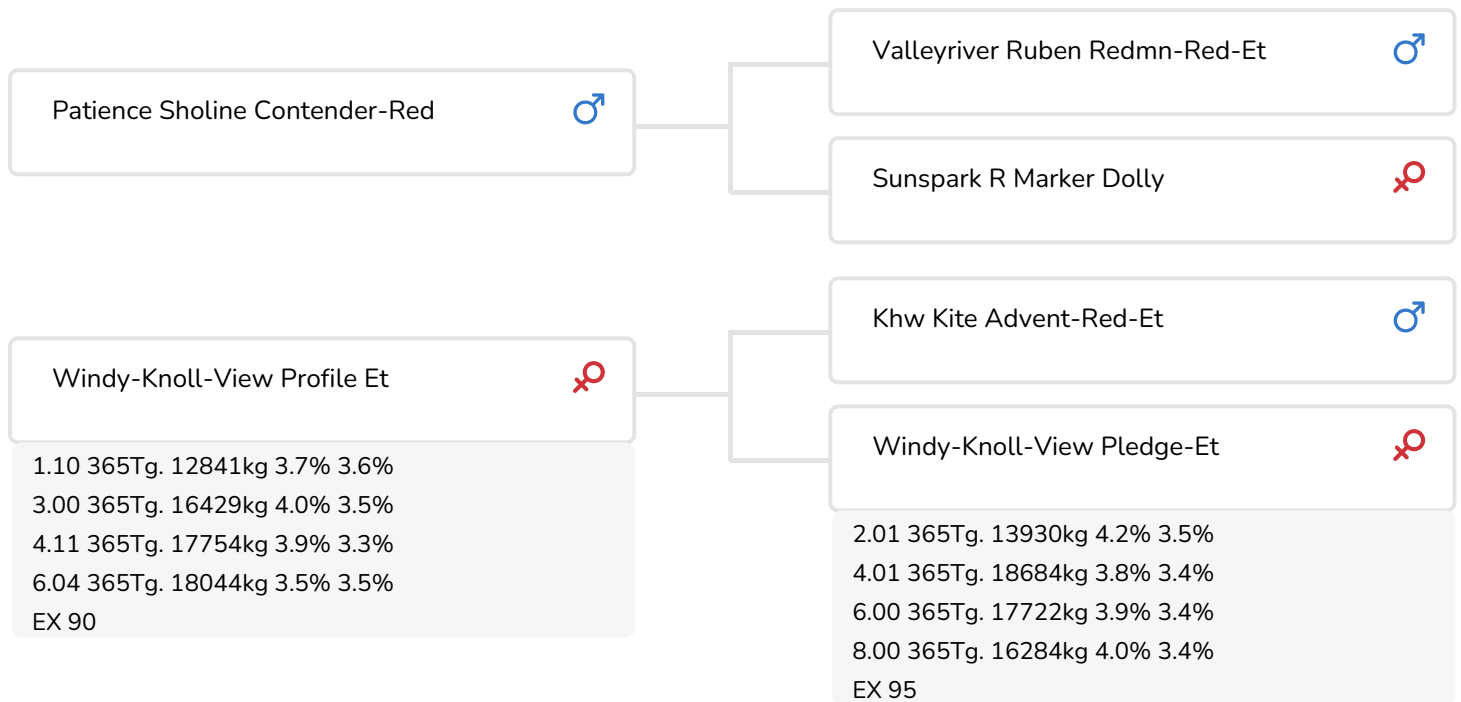 Patience Sholine Contender-Red
Valleyriver Ruben Redmn-Red-Et
Sunspark R Marker Dolly
Windy-Knoll-View Profile Et
1.10 365Tg. 12841kg 3.7% 3.6%
3.00 365Tg. 16429kg 4.0% 3.5%
4.11 365Tg. 17754kg 3.9% 3.3%
6.04 365Tg. 18044kg 3.5% 3.5%
EX 90
Khw Kite Advent-Red-Et
Windy-Knoll-View Pledge-Et
2.01 365Tg. 13930kg 4.2% 3.5%
4.01 365Tg. 18684kg 3.8% 3.4%
6.00 365Tg. 17722kg 3.9% 3.4%
8.00 365Tg. 16284kg 4.0% 3.4%
EX 95